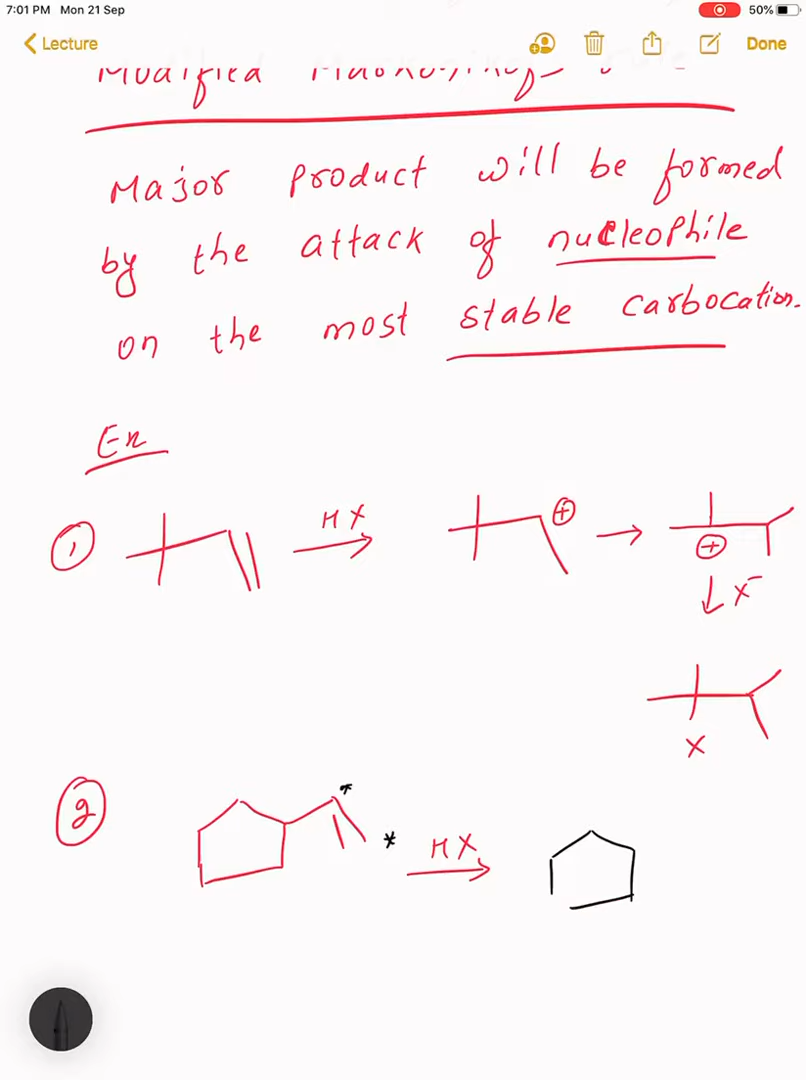 7:01 PM Mon 21 Sep
50%
Lecture
Done
Modified
Major Product will be formed
by the attack of nucleophile
on the most stable carbocation.
Ex
① HX ⊕ →
⊕
↓ X⁻
X
②
* * HX